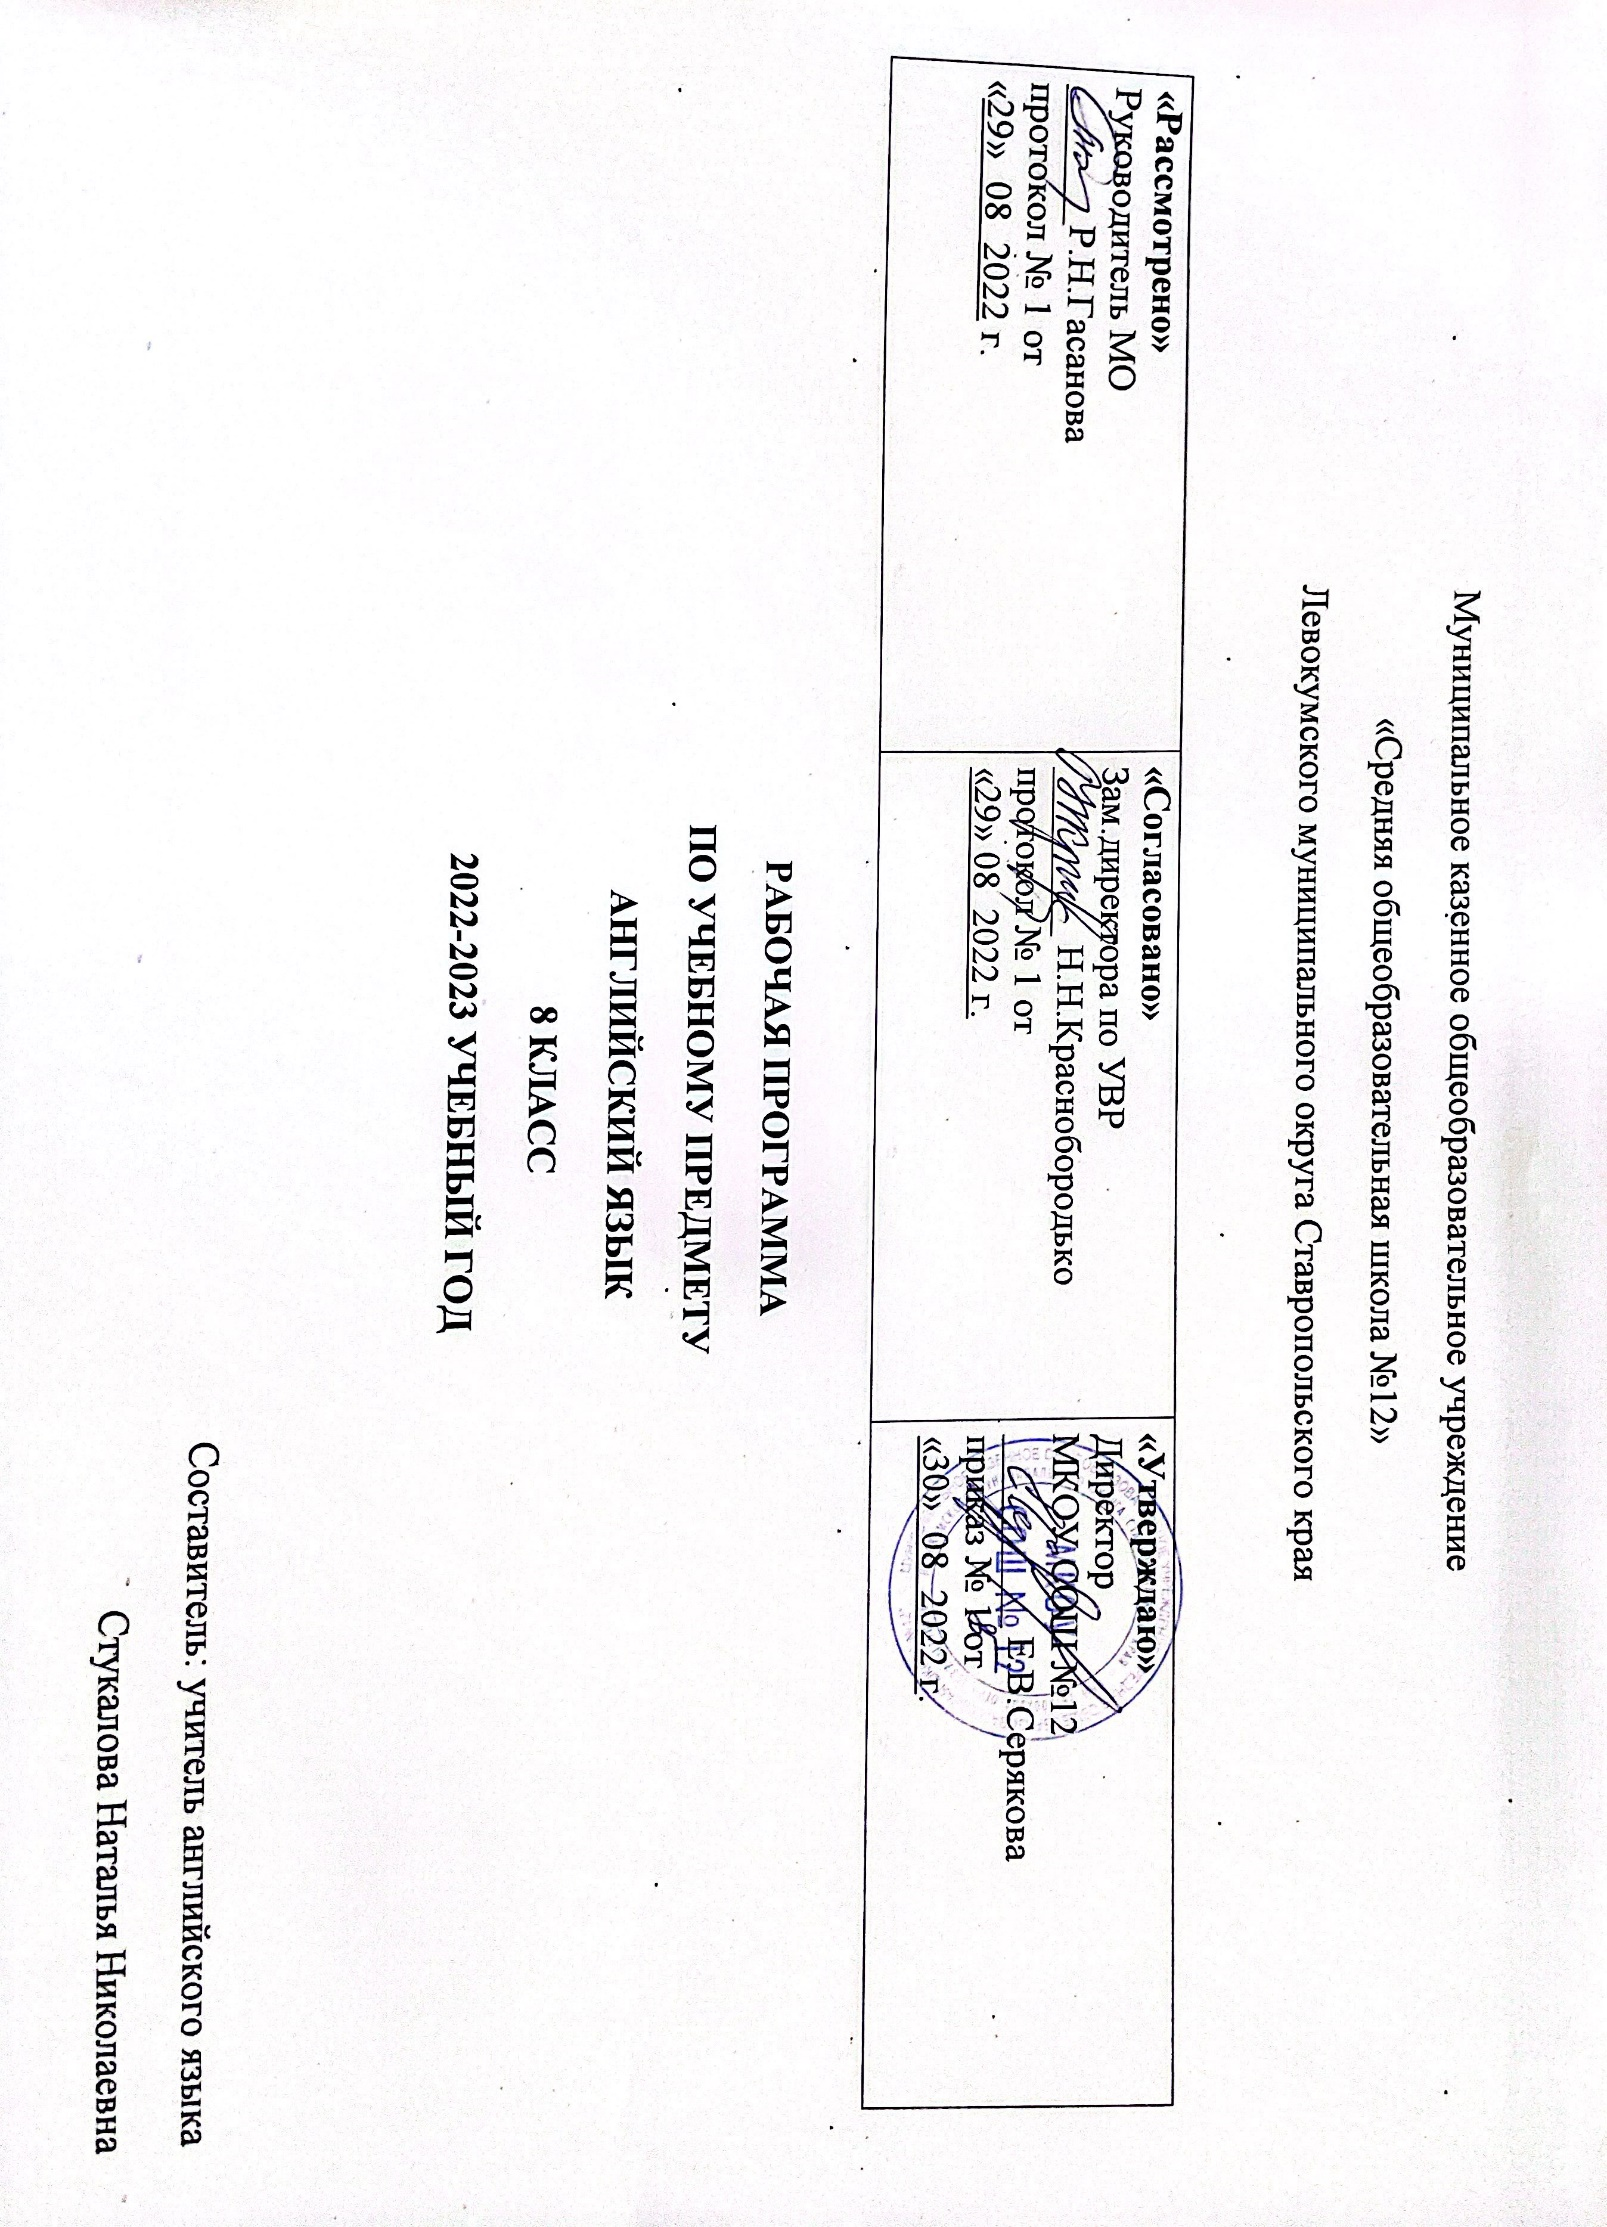 Муниципальное казенное общеобразовательное учреждение
«Средняя общеобразовательная школа №12»
Левокумского муниципального округа Ставропольского края
«Рассмотрено»
Руководитель МО
Р.Н.Гасанова
протокол № 1 от
«29» 08 2022 г.
«Согласовано»
Зам.директора по УВР
Н.Н.Краснобородько
протокол № 1 от
«29» 08 2022 г.
«Утверждаю»
Директор
МКОУ СОШ №12
Е.В.Серякова
приказ № от
«30» 08 2022 г.
РАБОЧАЯ ПРОГРАММА
ПО УЧЕБНОМУ ПРЕДМЕТУ
АНГЛИЙСКИЙ ЯЗЫК
8 КЛАСС
2022-2023 УЧЕБНЫЙ ГОД
Составитель: учитель английского языка
Стукалова Наталья Николаевна